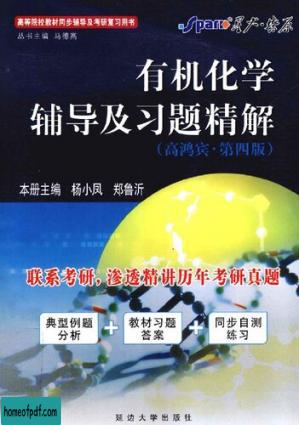 高等院校教材同步辅导及考研复习用书
丛书主编 马德高
Spark 星火·燎原
有机化学
辅导及习题精解
(高鸿宾·第四版)
本册主编 杨小凤 郑鲁沂
联系考研,渗透精讲历年考研真题
典型例题
分析
+
教材习题
答案
+
同步自测
练习
homeofpdf.com
延边大学出版社
homeofpdf.com